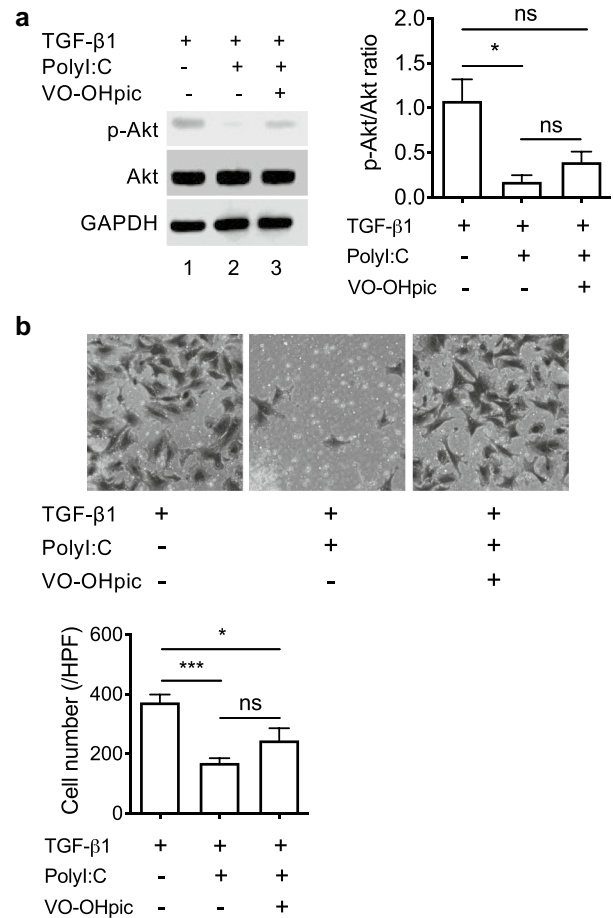 a
TGF-β1 + + +
PolyI:C - + +
VO-OHpic - - +
p-Akt
Akt
GAPDH
1 2 3
ns
*
ns
p-Akt/Akt ratio
2.0
1.5
1.0
0.5
0.0
TGF-β1 + + +
PolyI:C - + +
VO-OHpic - - +
b
TGF-β1 + + +
PolyI:C - + +
VO-OHpic - - +
*
***
ns
Cell number (/HPF)
600
400
200
0
TGF-β1 + + +
PolyI:C - + +
VO-OHpic - - +